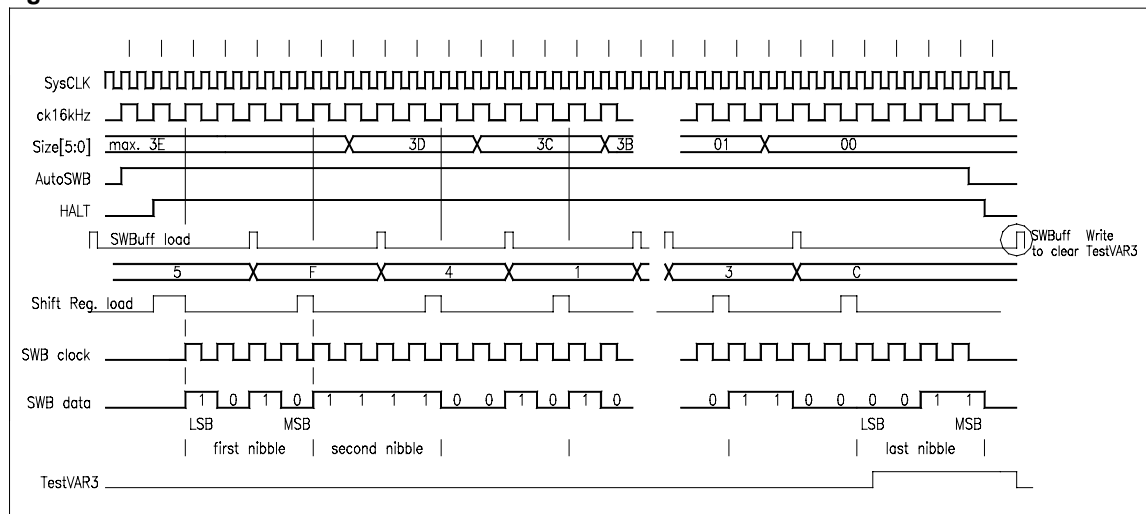 SysCLK
ck16kHz
Size[5:0] max. 3E 3D 3C 3B 01 00
AutoSWB
HALT
SWBuff load SWBuff Write
to clear TestVAR3
5 F 4 1 3 C
Shift Reg. load
SWB clock
SWB data 1 0 1 0 1 1 1 1 0 0 1 0 1 0 0 1 1 0 0 0 0 1 1
LSB MSB LSB MSB
first nibble second nibble last nibble
TestVAR3